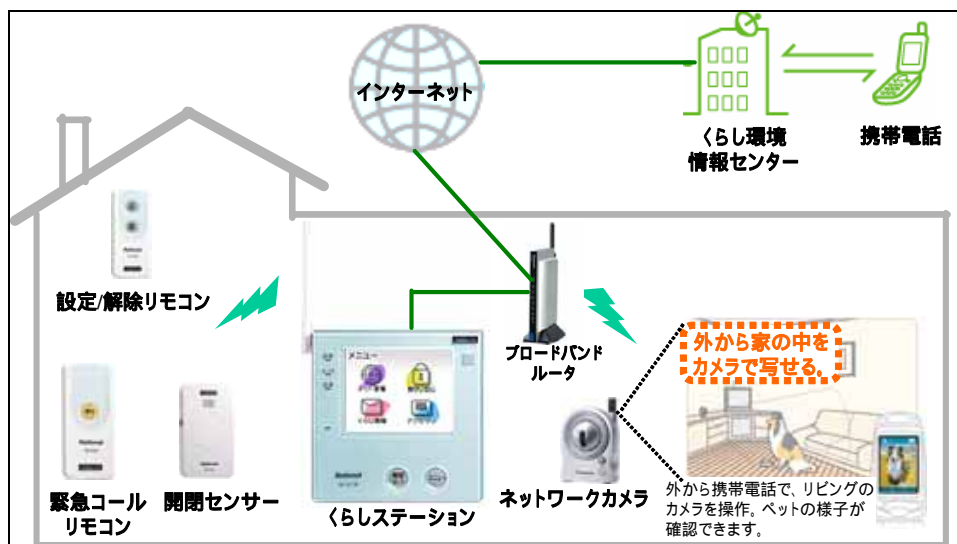 インターネット
くらし環境
情報センター
携帯電話
設定/解除リモコン
緊急コール
リモコン
開閉センサー
メニュー
National
くらしステーション
ブロードバンド
ルータ
ネットワークカメラ
外から家の中を
カメラで写せる。
外から携帯電話で、リビングの
カメラを操作。ペットの様子が
確認できます。